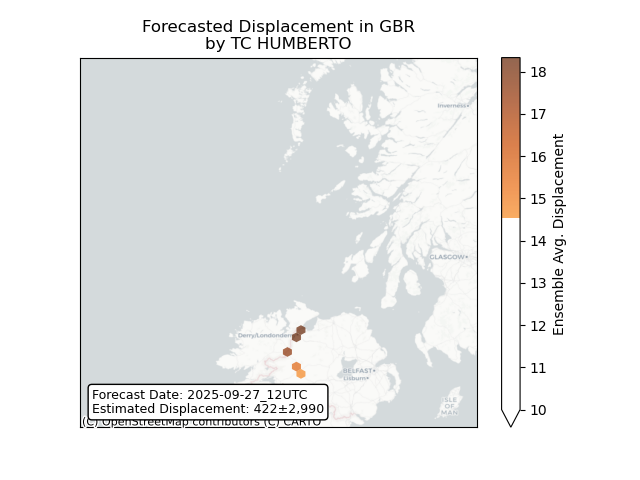 Forecasted Displacement in GBR
by TC HUMBERTO
Inverness
GLASGOW
Derry/Londonderry
BELFAST
Lisburn
ISLE
OF
MAN
Forecast Date: 2025-09-27_12UTC
Estimated Displacement: 422±2,990
(C) OpenStreetMap contributors (C) CARTO
18
17
16
15
14
13
12
11
10
Ensemble Avg. Displacement